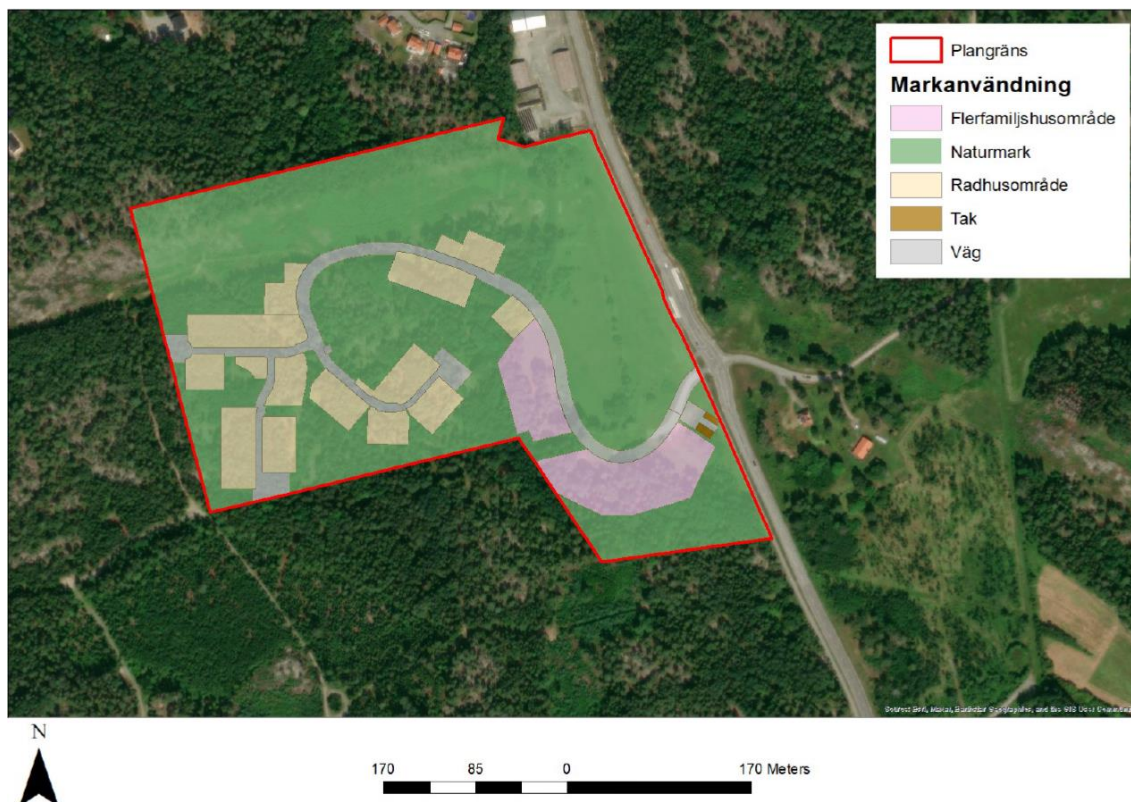 Plangräns
Markanvändning
Flerfamiljshusområde
Naturmark
Radhusområde
Tak
Väg
N
170 85 0 170 Meters